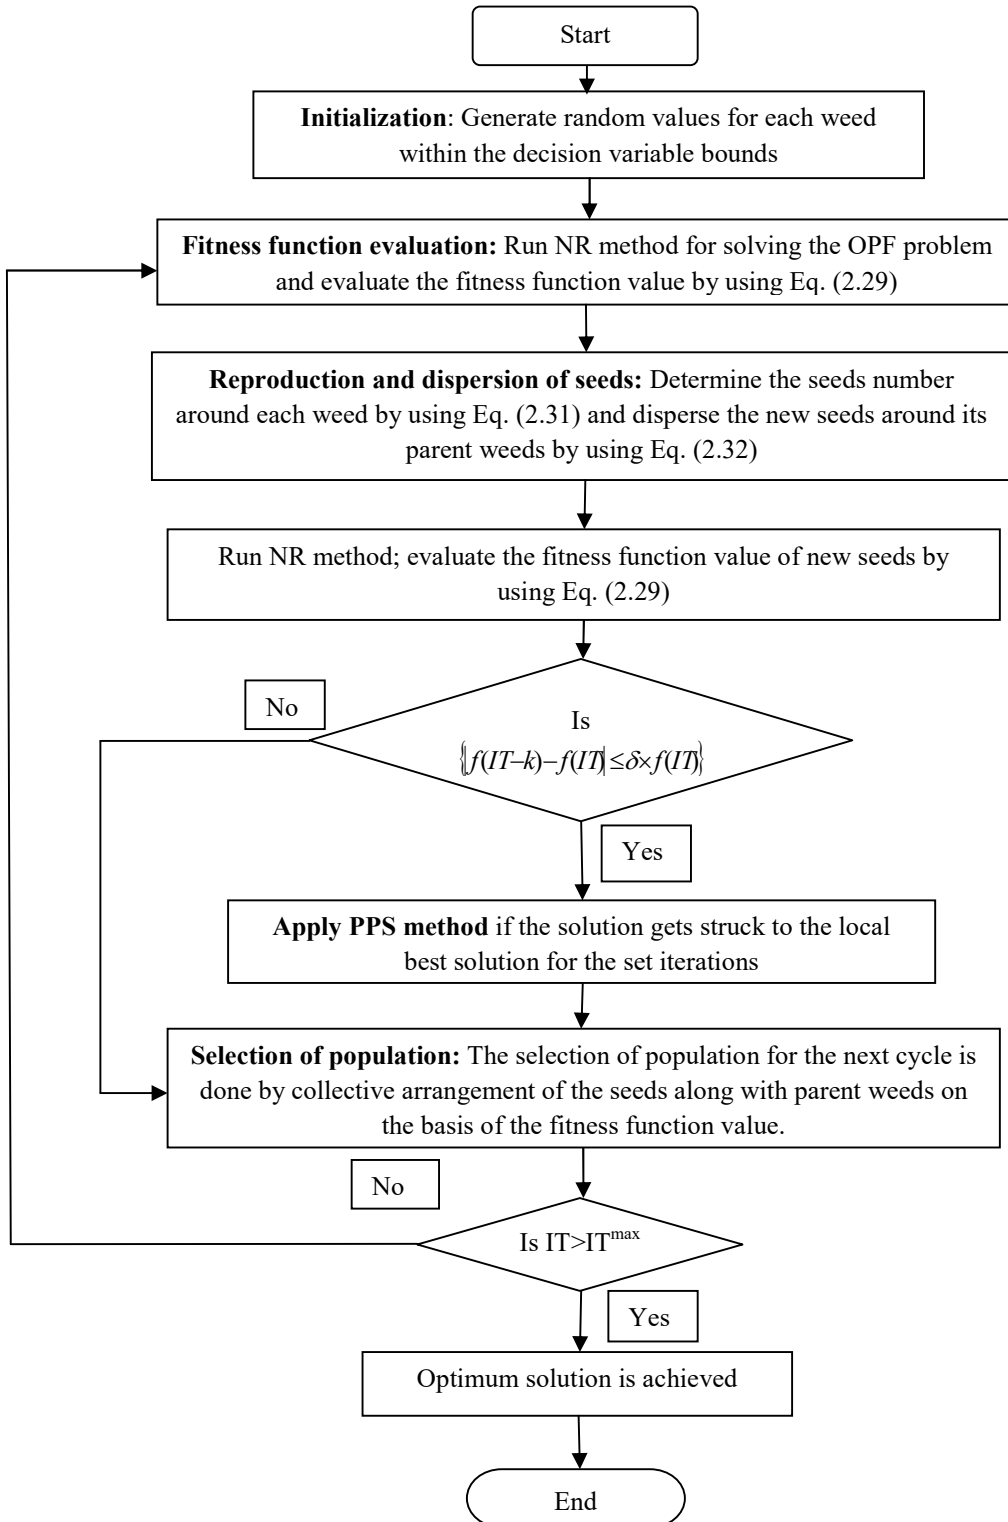 Start
Initialization: Generate random values for each weed
within the decision variable bounds
Fitness function evaluation: Run NR method for solving the OPF problem
and evaluate the fitness function value by using Eq. (2.29)
Reproduction and dispersion of seeds: Determine the seeds number
around each weed by using Eq. (2.31) and disperse the new seeds around its
parent weeds by using Eq. (2.32)
Run NR method; evaluate the fitness function value of new seeds by
using Eq. (2.29)
No
Is
{|f(IT−k)−f(IT)|≤δ×f(IT)}
Yes
Apply PPS method if the solution gets struck to the local
best solution for the set iterations
Selection of population: The selection of population for the next cycle is
done by collective arrangement of the seeds along with parent weeds on
the basis of the fitness function value.
No
Is IT>IT^max
Yes
Optimum solution is achieved
End